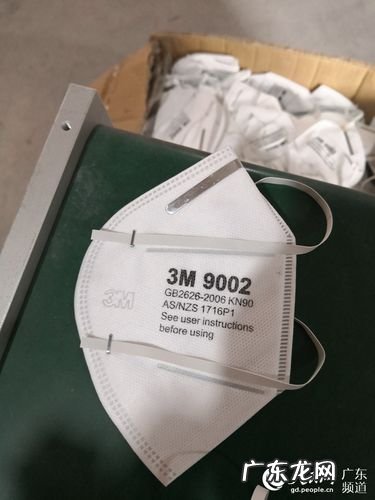 3M 9002
GB2626-2006 KN90
AS/NZS 1716P1
See user instructions
before using
3M
广东龙网
gd.people.cn
广东
频道